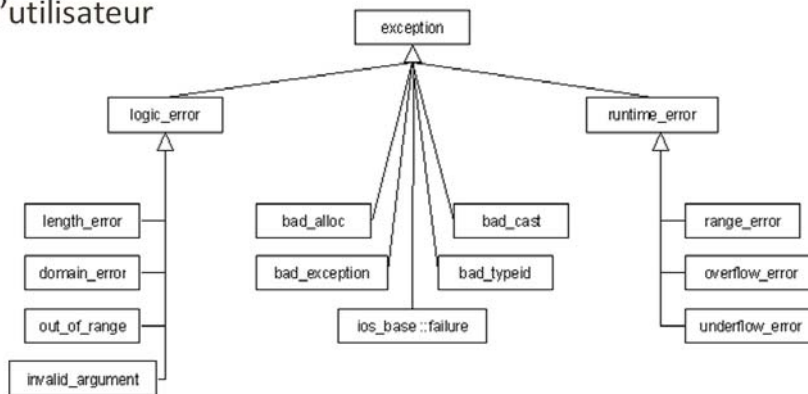 'utilisateur
exception
logic_error
runtime_error
length_error
bad_alloc
bad_cast
range_error
domain_error
bad_exception
bad_typeid
overflow_error
out_of_range
ios_base ::failure
underflow_error
invalid_argument